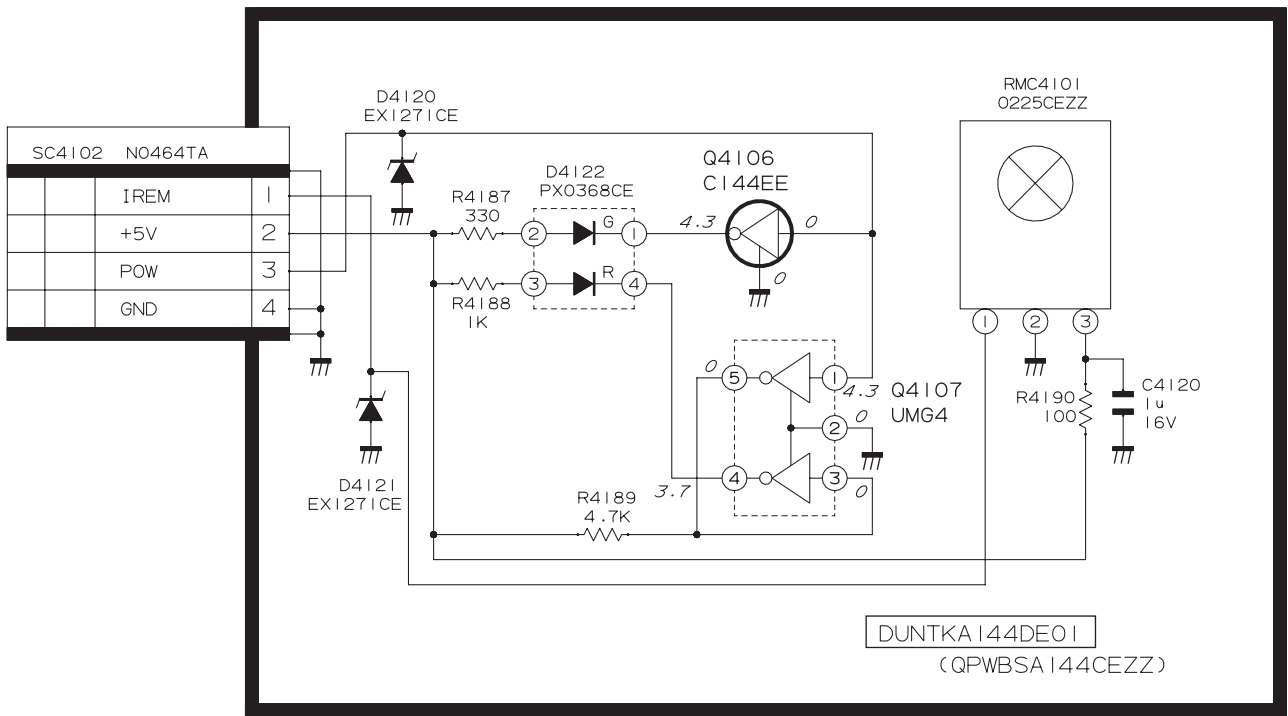 D4120
EX1271CE
RMC4101
0225CEZZ
SC4102 N0464TA
IREM 1
+5V 2
POW 3
GND 4
R4187
330
D4122
PX0368CE
Q4106
C144EE
2
G
1
4.3
0
0
3
R
4
R4188
1K
1
2
3
0
5
1
4.3
Q4107
UMG4
2
0
4
3
3.7
0
R4190
100
C4120
1u
16V
D4121
EX1271CE
R4189
4.7K
DUNTKA144DE01
(QPWBSA144CEZZ)